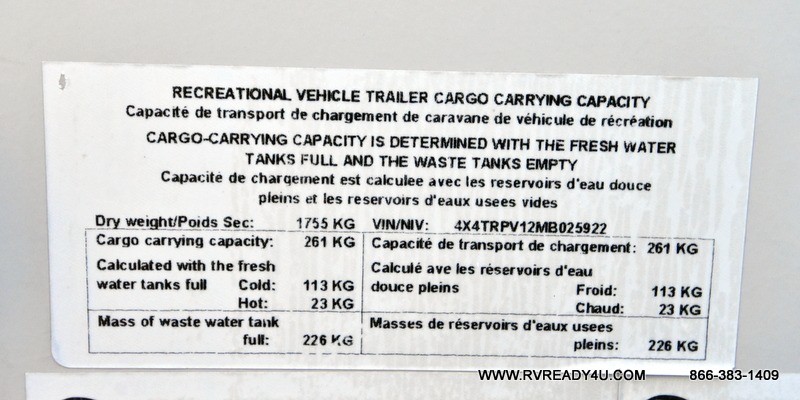 RECREATIONAL VEHICLE TRAILER CARGO CARRYING CAPACITY
Capacité de transport de chargement de caravane de véhicule de récréation
CARGO-CARRYING CAPACITY IS DETERMINED WITH THE FRESH WATER
TANKS FULL AND THE WASTE TANKS EMPTY
Capacité de chargement est calculee avec les reservoirs d'eau douce
pleins et les reservoirs d'eaux usees vides
Dry weight/Poids Sec: 1755 KG VIN/NIV: 4X4TRPV12MB025922
Cargo carrying capacity: 261 KG Capacité de transport de chargement: 261 KG
Calculated with the fresh Calculé ave les réservoirs d'eau
water tanks full Cold: 113 KG douce pleins Froid: 113 KG
Hot: 23 KG Chaud: 23 KG
Mass of waste water tank Masses de réservoirs d'eaux usees
full: 226 KG pleins: 226 KG
WWW.RVREADY4U.COM 866-383-1409